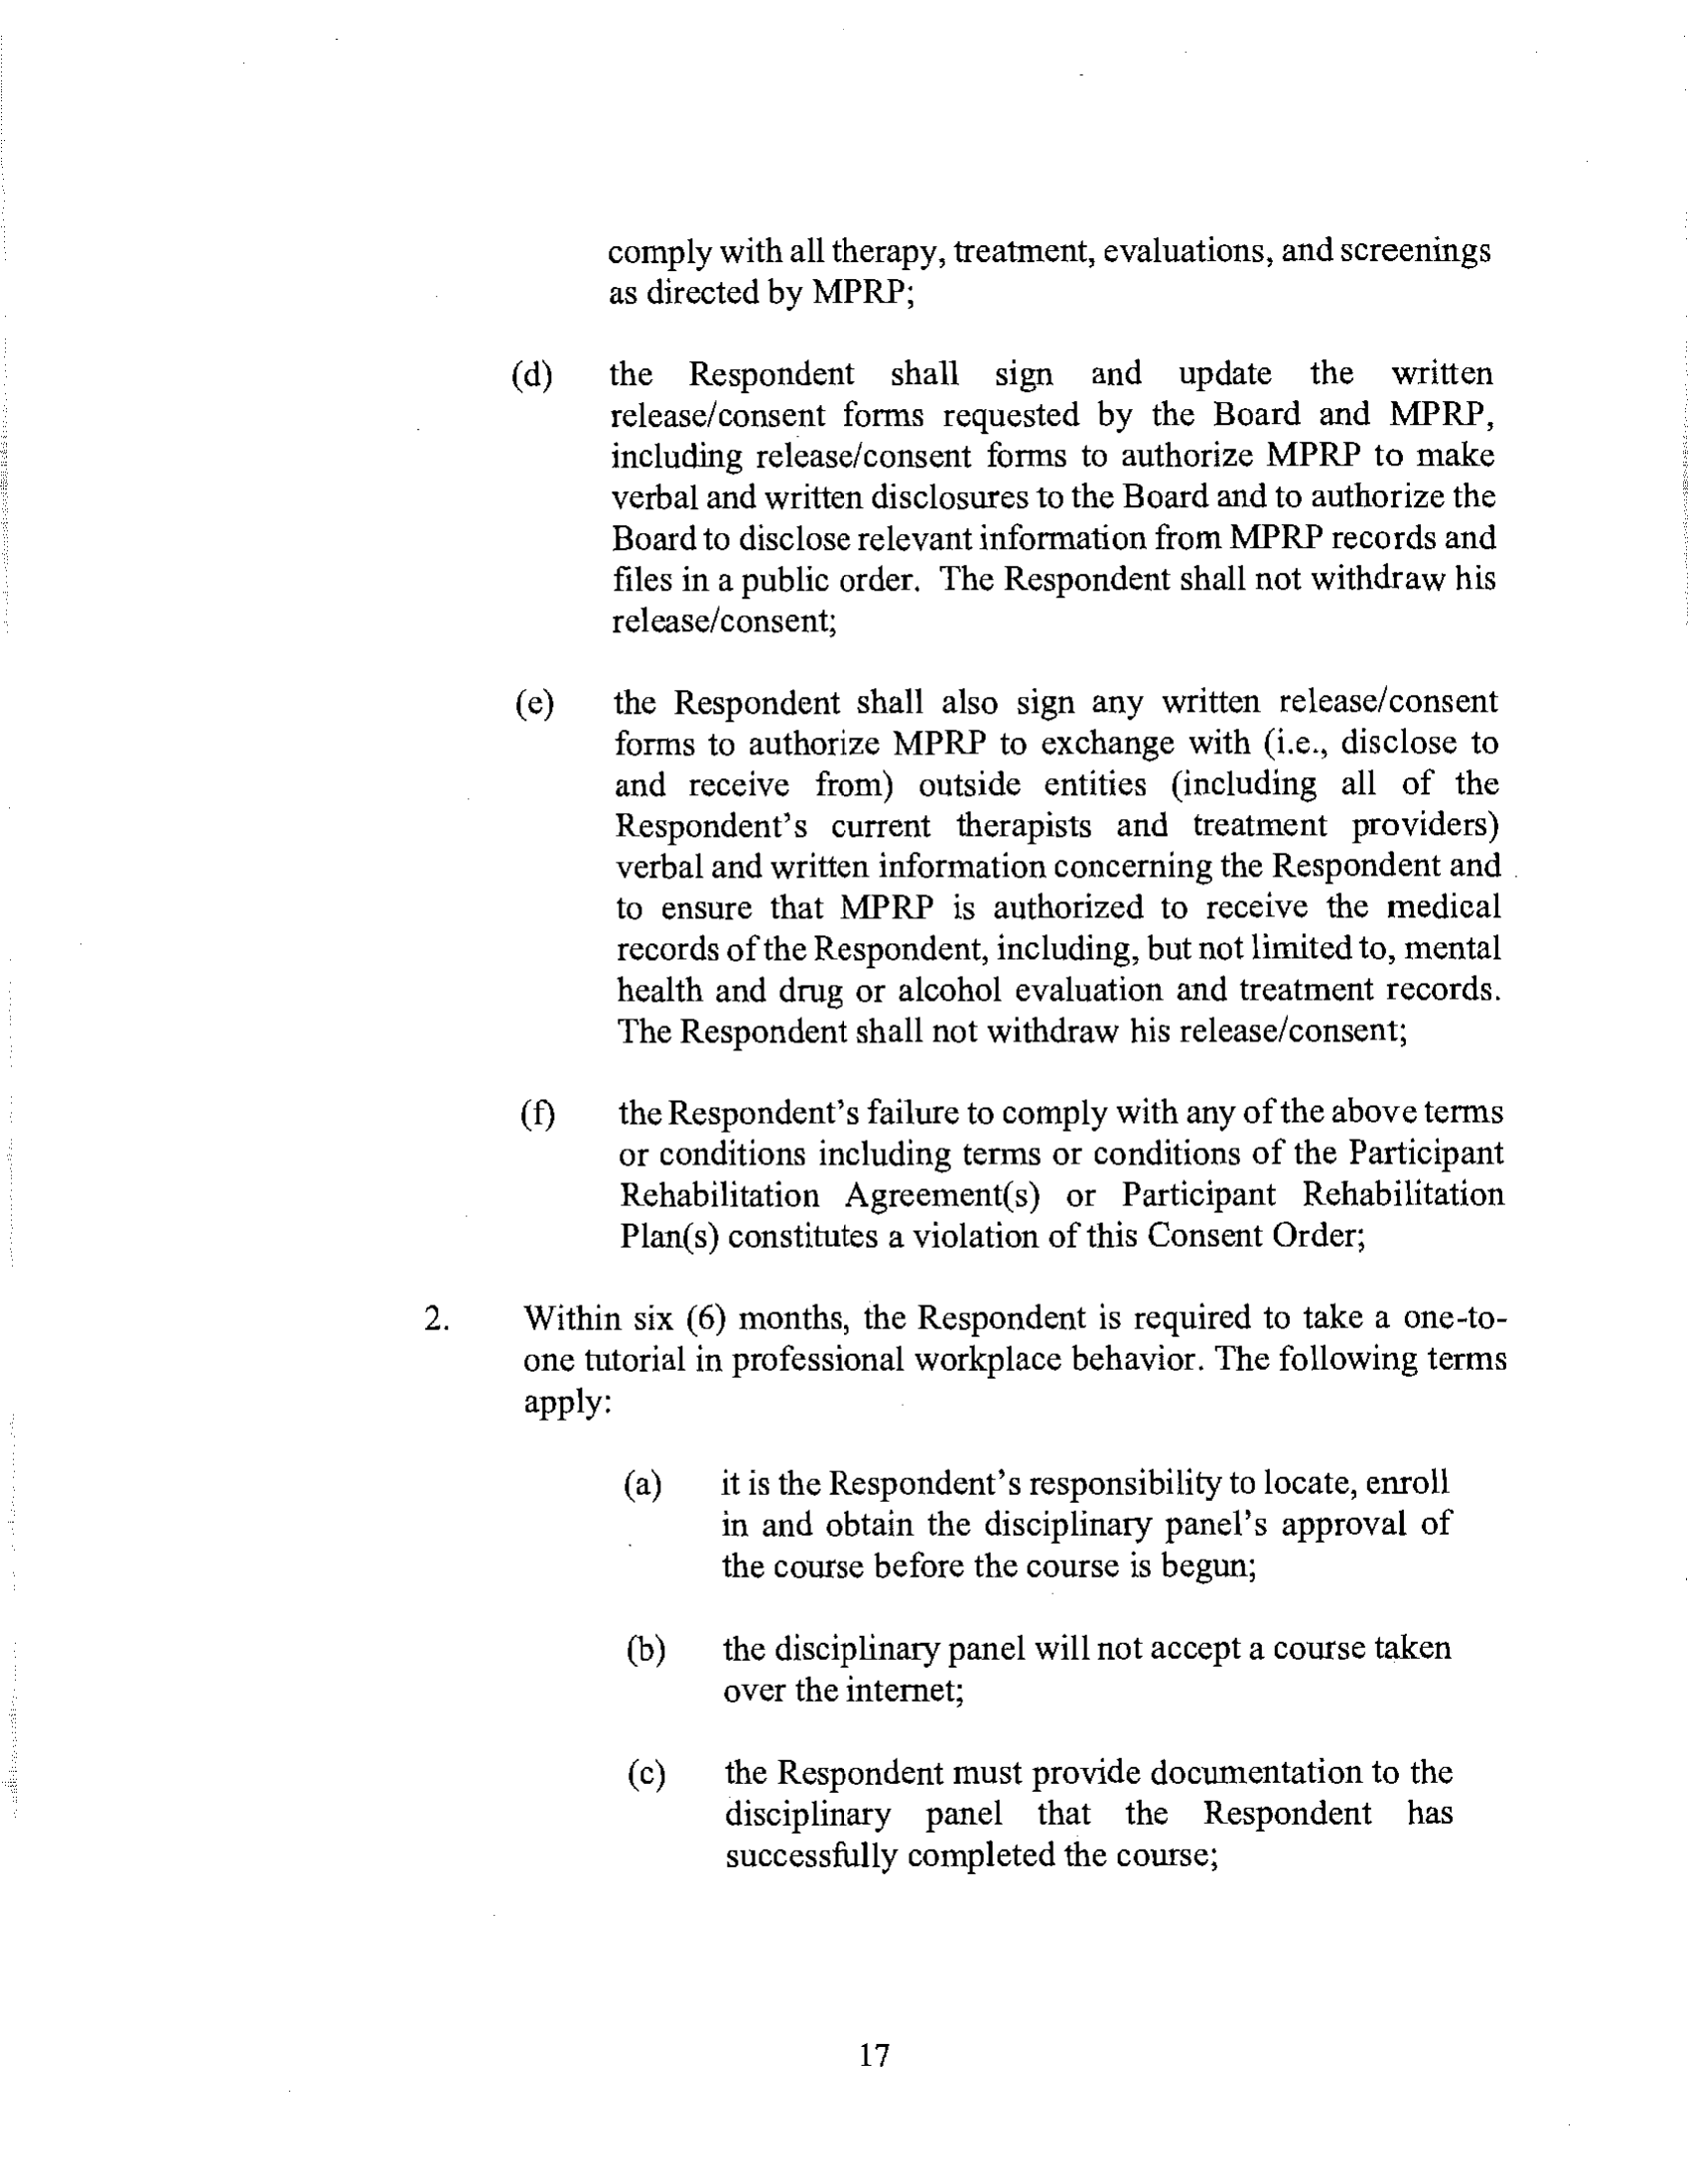 comply with all therapy, treatment, evaluations, and screenings
as directed by MPRP;
(d) the Respondent shall sign and update the written
release/consent forms requested by the Board and MPRP,
including release/consent forms to authorize MPRP to make
verbal and written disclosures to the Board and to authorize the
Board to disclose relevant information from MPRP records and
files in a public order. The Respondent shall not withdraw his
release/consent;
(e) the Respondent shall also sign any written release/consent
forms to authorize MPRP to exchange with (i.e., disclose to
and receive from) outside entities (including all of the
Respondent's current therapists and treatment providers)
verbal and written information concerning the Respondent and
to ensure that MPRP is authorized to receive the medical
records of the Respondent, including, but not limited to, mental
health and drug or alcohol evaluation and treatment records.
The Respondent shall not withdraw his release/consent;
(f) the Respondent's failure to comply with any of the above terms
or conditions including terms or conditions of the Participant
Rehabilitation Agreement(s) or Participant Rehabilitation
Plan(s) constitutes a violation of this Consent Order;
2. Within six (6) months, the Respondent is required to take a one-to-
one tutorial in professional workplace behavior. The following terms
apply:
(a) it is the Respondent's responsibility to locate, enroll
in and obtain the disciplinary panel's approval of
the course before the course is begun;
(b) the disciplinary panel will not accept a course taken
over the internet;
(c) the Respondent must provide documentation to the
disciplinary panel that the Respondent has
successfully completed the course;
17